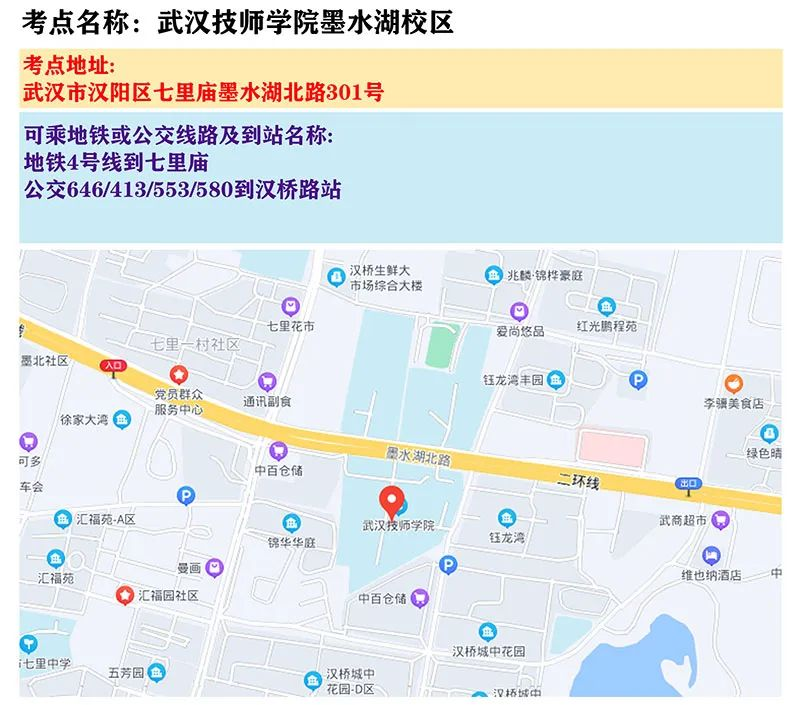 考点名称：武汉技师学院墨水湖校区
考点地址:
武汉市汉阳区七里庙墨水湖北路301号
可乘地铁或公交线路及到站名称:
地铁4号线到七里庙
公交646/413/553/580到汉桥路站
汉桥生鲜大
市场综合大楼
兆麟·锦桦豪庭
七里花市
爱尚悠品
红光鹏程苑
线
七里一村社区
墨北社区
入口
党员群众
服务中心
通讯副食
钰龙湾丰园
P
李骥美食店
徐家大湾
可多
中百仓储
墨水湖北路
二环线
绿色晴
车会
P
出口
汇福苑-A区
锦华华庭
武汉技师学院
钰龙湾
武商超市
汇福苑
曼画
P
维也纳酒店
中
汇福园社区
中百仓储
七里中学
五芳园
汉桥城中
花园-D区
汉桥城中花园
汉桥城中